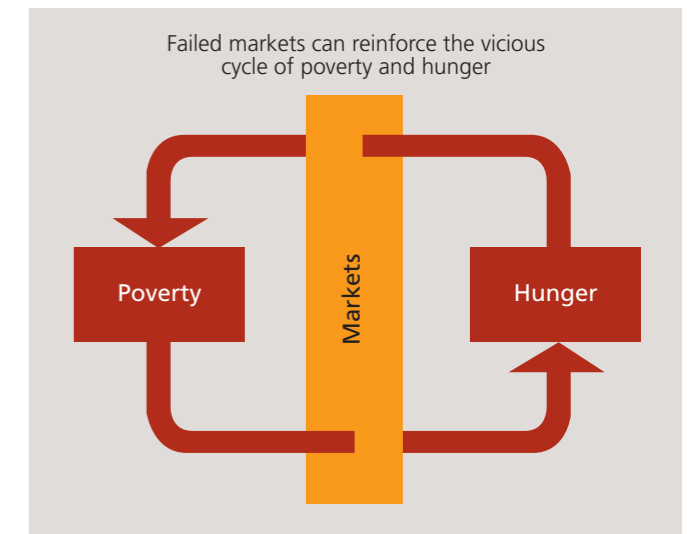 Failed markets can reinforce the vicious
cycle of poverty and hunger
Poverty
Markets
Hunger